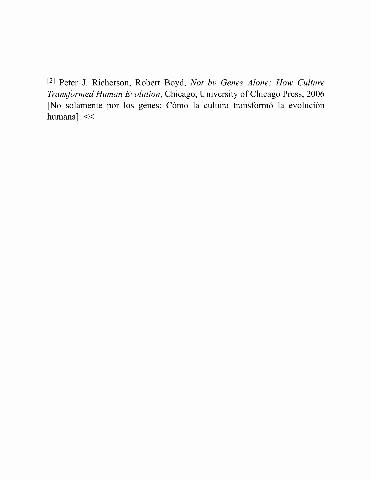 [2] Peter J. Richerson, Robert Boyd, Not by Genes Alone: How Culture
Transformed Human Evolution, Chicago, University of Chicago Press, 2006
[No solamente por los genes: Cómo la cultura transformó la evolución
humana]. <<